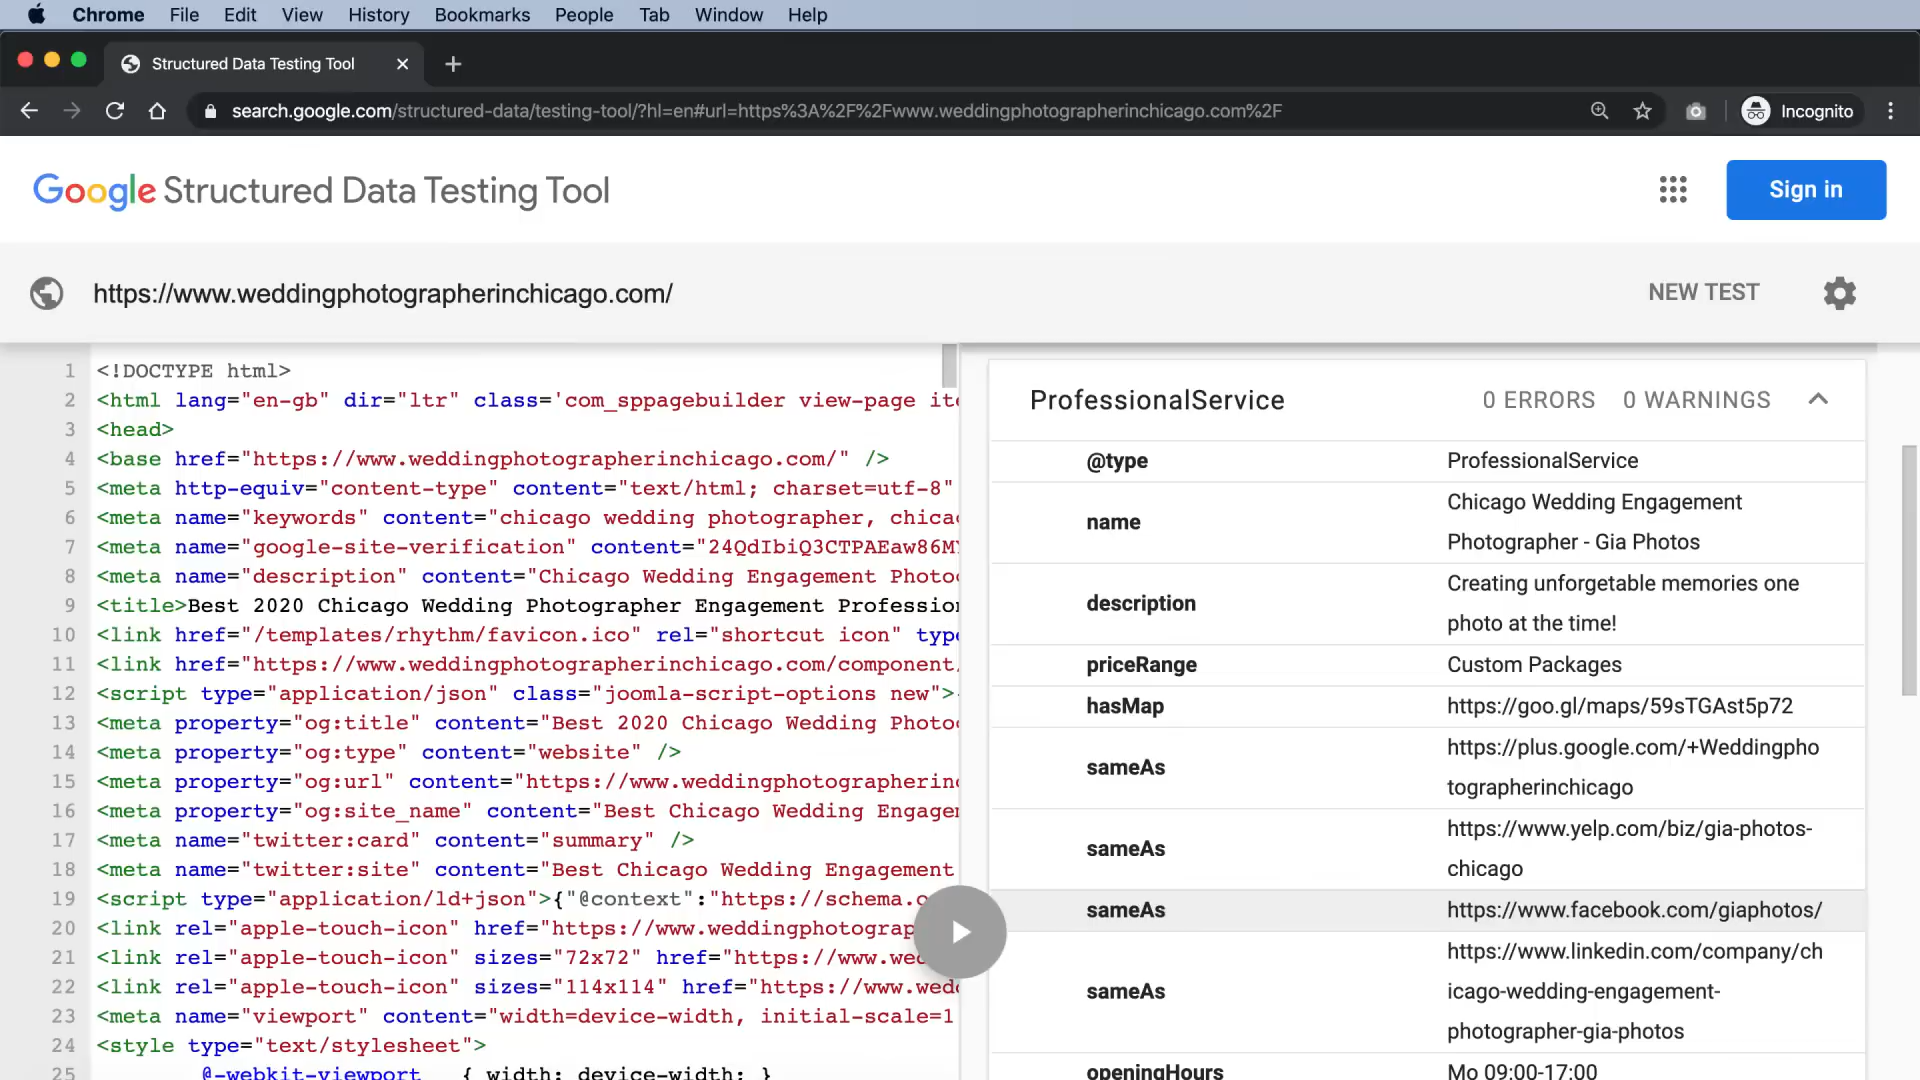 Chrome File Edit View History Bookmarks People Tab Window Help
Structured Data Testing Tool
search.google.com/structured-data/testing-tool/?hl=en#url=https%3A%2F%2Fwww.weddingphotographerinchicago.com%2F
Incognito
Google Structured Data Testing Tool
Sign in
https://www.weddingphotographerinchicago.com/
NEW TEST
1 <!DOCTYPE html>
2 <html lang="en-gb" dir="ltr" class='com_sppagebuilder view-page ite
3 <head>
4 <base href="https://www.weddingphotographerinchicago.com/" />
5 <meta http-equiv="content-type" content="text/html; charset=utf-8"
6 <meta name="keywords" content="chicago wedding photographer, chica
7 <meta name="google-site-verification" content="24QdIbiQ3CTPAEaw86M
8 <meta name="description" content="Chicago Wedding Engagement Photo
9 <title>Best 2020 Chicago Wedding Photographer Engagement Profession
10 <link href="/templates/rhythm/favicon.ico" rel="shortcut icon" type
11 <link href="https://www.weddingphotographerinchicago.com/component/
12 <script type="application/json" class="joomla-script-options new">
13 <meta property="og:title" content="Best 2020 Chicago Wedding Photo
14 <meta property="og:type" content="website" />
15 <meta property="og:url" content="https://www.weddingphotographerin
16 <meta property="og:site_name" content="Best Chicago Wedding Engage
17 <meta name="twitter:card" content="summary" />
18 <meta name="twitter:site" content="Best Chicago Wedding Engagement
19 <script type="application/ld+json">{"@context":"https://schema.o
20 <link rel="apple-touch-icon" href="https://www.weddingphotograp
21 <link rel="apple-touch-icon" sizes="72x72" href="https://www.wed
22 <link rel="apple-touch-icon" sizes="114x114" href="https://www.wed
23 <meta name="viewport" content="width=device-width, initial-scale=1
24 <style type="text/stylesheet">
25 @-webkit-viewport { width: device-width; }
ProfessionalService 0 ERRORS 0 WARNINGS
@type ProfessionalService
name Chicago Wedding Engagement
Photographer - Gia Photos
description Creating unforgetable memories one
photo at the time!
priceRange Custom Packages
hasMap https://goo.gl/maps/59sTGAst5p72
sameAs https://plus.google.com/+Weddingpho
tographerinchicago
sameAs https://www.yelp.com/biz/gia-photos-
chicago
sameAs https://www.facebook.com/giaphotos/
sameAs https://www.linkedin.com/company/ch
icago-wedding-engagement-
photographer-gia-photos
openingHours Mo 09:00-17:00